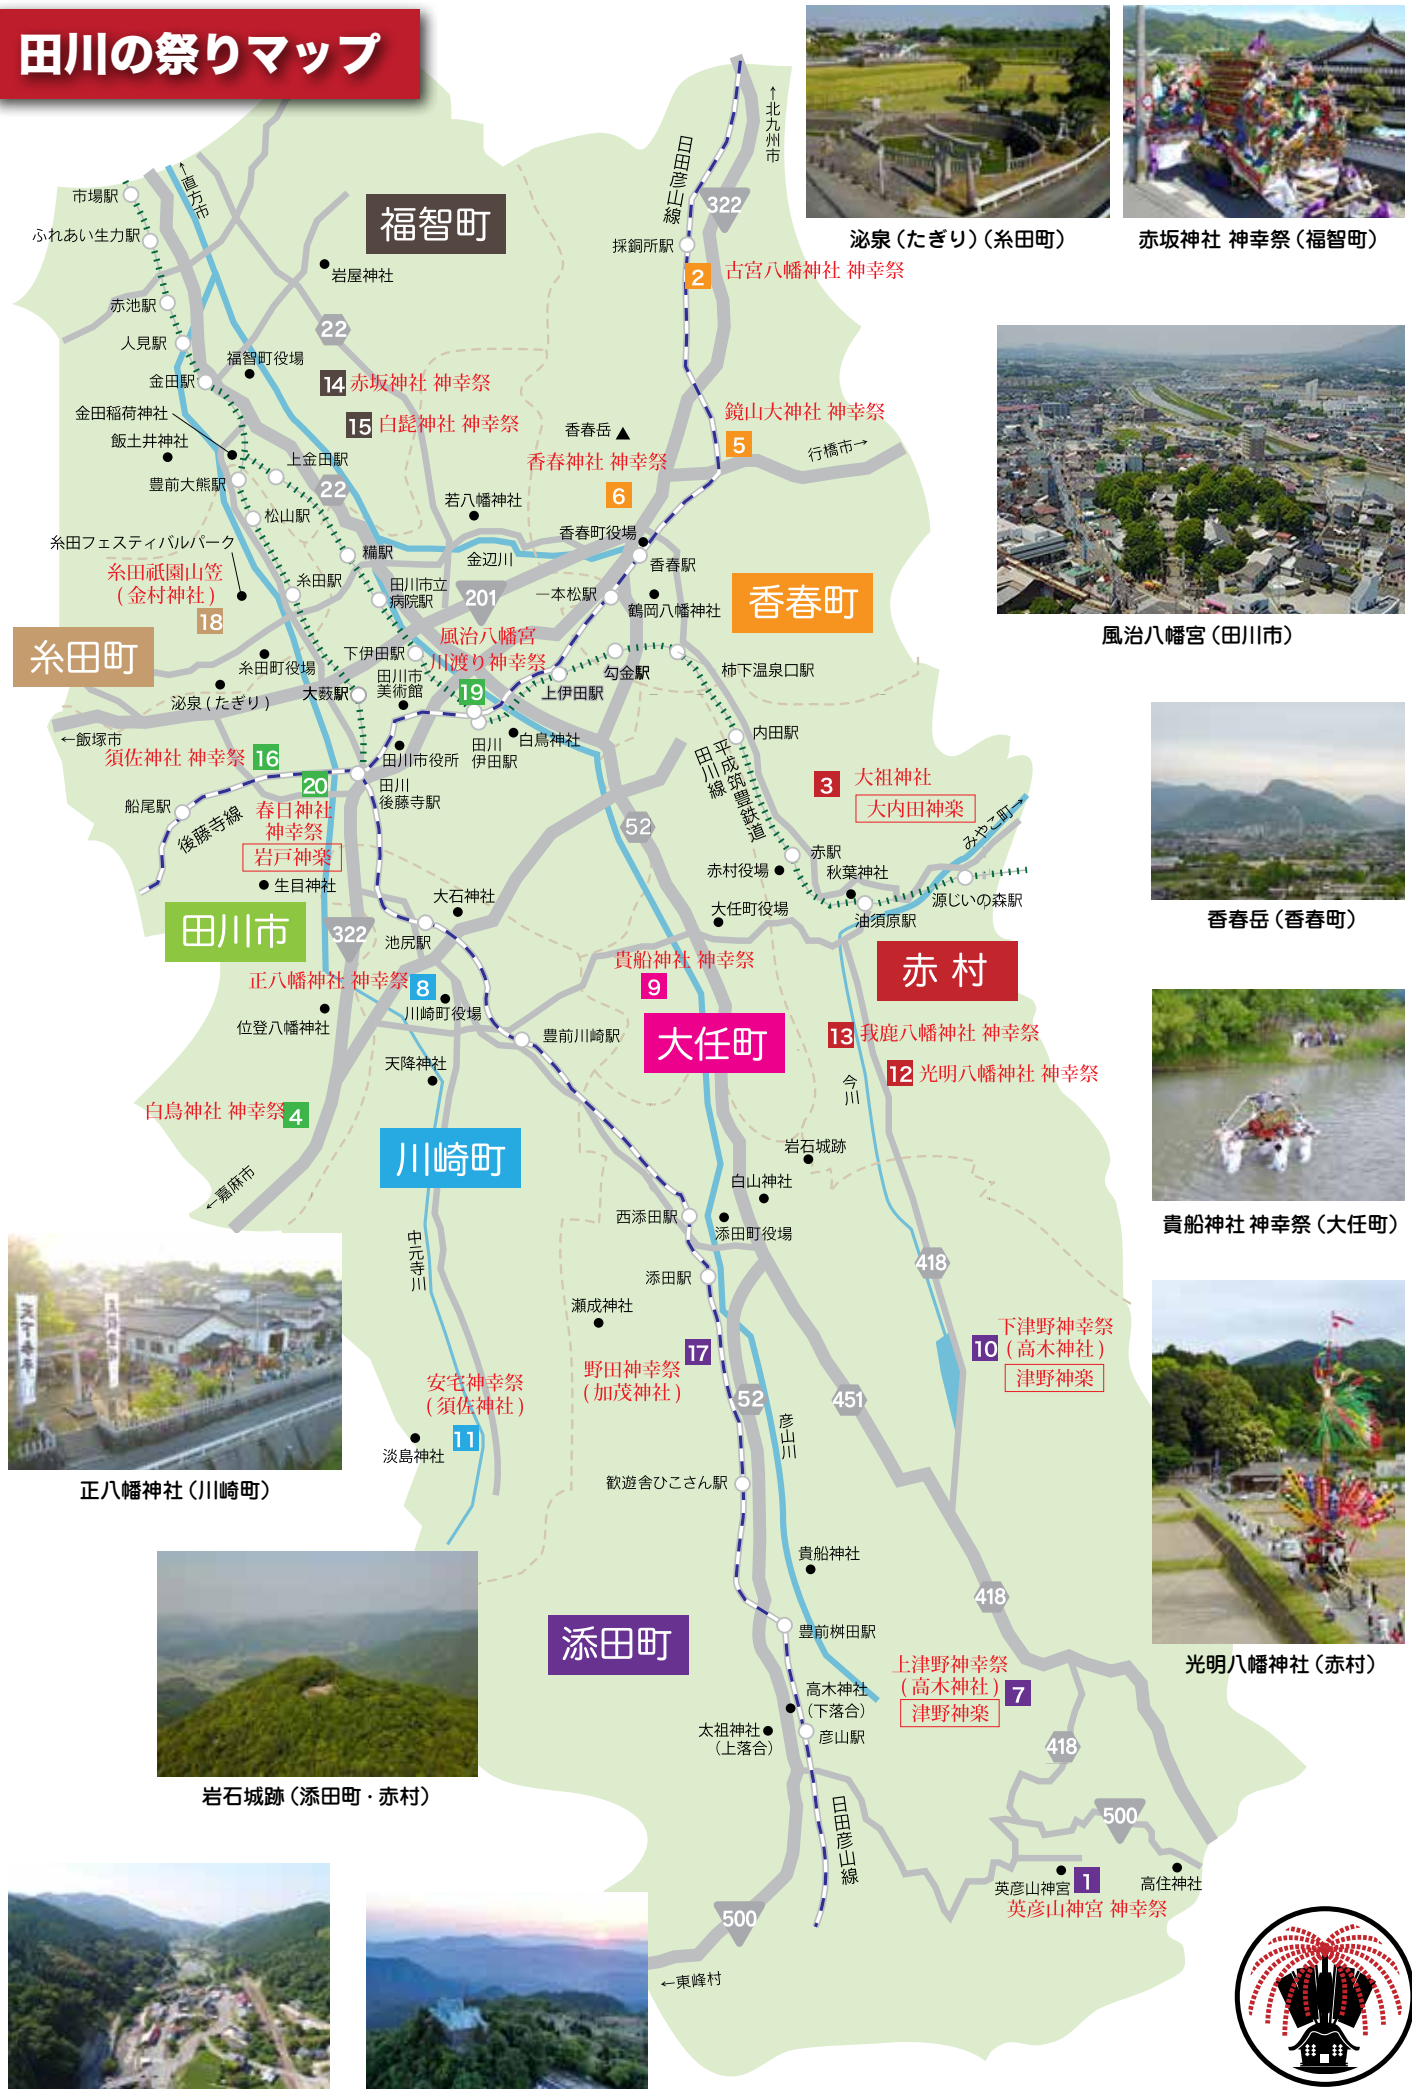 田川の祭りマップ
泌泉（たぎり）（糸田町）
赤坂神社 神幸祭（福智町）
↑北九州市
日田彦山線
322
採銅所駅
2
古宮八幡神社 神幸祭
↑直方市
市場駅
ふれあい生力駅
福智町
岩屋神社
赤池駅
22
人見駅
福智町役場
金田駅
14 赤坂神社 神幸祭
金田稲荷神社
15 白髭神社 神幸祭
鏡山大神社 神幸祭
5
行橋市→
香春岳
飯土井神社
上金田駅
香春神社 神幸祭
6
豊前大熊駅
22
若八幡神社
松山駅
香春町役場
糸田フェスティバルパーク
糒駅
金辺川
香春駅
糸田祇園山笠
(金村神社)
18
糸田駅
田川市立
病院駅
201
一本松駅
鶴岡八幡神社
香春町
風治八幡宮（田川市）
糸田町
下伊田駅
風治八幡宮
川渡り神幸祭
19
糸田町役場
田川市
美術館
勾金駅
柿下温泉口駅
泌泉(たぎり)
大薮駅
上伊田駅
←飯塚市
須佐神社 神幸祭
16
田川市役所
田川
伊田駅
白鳥神社
内田駅
平成筑豊鉄道
田川線
20
田川
後藤寺駅
船尾駅
後藤寺線
春日神社
神幸祭
岩戸神楽
3
大祖神社
大内田神楽
みやこ町→
52
生目神社
赤村役場
赤駅
秋葉神社
源じいの森駅
香春岳（香春町）
大石神社
大任町役場
油須原駅
田川市
322
池尻駅
赤 村
正八幡神社 神幸祭
8
貴船神社 神幸祭
9
川崎町役場
位登八幡神社
豊前川崎駅
大任町
13 我鹿八幡神社 神幸祭
天降神社
12 光明八幡神社 神幸祭
今川
白鳥神社 神幸祭
4
川崎町
岩石城跡
←嘉麻市
白山神社
西添田駅
添田町役場
貴船神社 神幸祭（大任町）
中元寺川
418
添田駅
瀬成神社
下津野神幸祭
10 (高木神社)
津野神楽
17
野田神幸祭
(加茂神社)
安宅神幸祭
(須佐神社)
11
52
451
彦山川
淡島神社
正八幡神社（川崎町）
歓遊舎ひこさん駅
貴船神社
418
添田町
豊前桝田駅
光明八幡神社（赤村）
上津野神幸祭
(高木神社)
7
津野神楽
高木神社
（下落合）
太祖神社
（上落合）
彦山駅
418
岩石城跡（添田町・赤村）
日田彦山線
500
英彦山神宮
1
高住神社
英彦山神宮 神幸祭
500
←東峰村